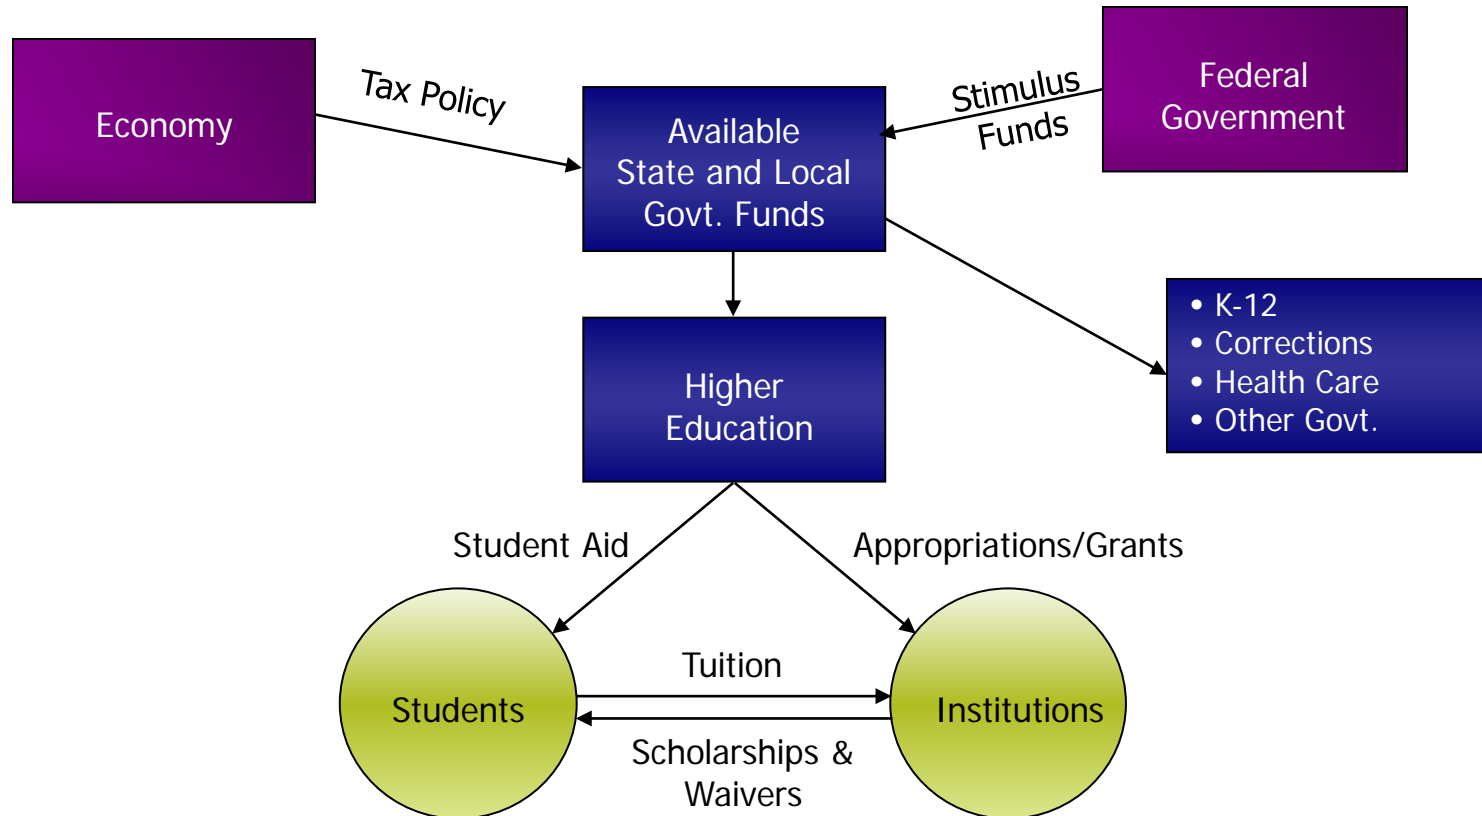 Economy
Tax Policy
Available
State and Local
Govt. Funds
Stimulus
Funds
Federal
Government
• K-12
• Corrections
• Health Care
• Other Govt.
Higher
Education
Student Aid
Appropriations/Grants
Students
Tuition
Institutions
Scholarships &
Waivers